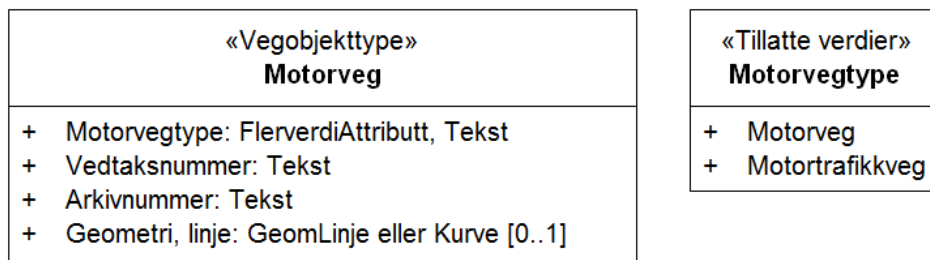 «Vegobjekttype»
Motorveg
+ Motorvegtype: FlerverdiAttributt, Tekst
+ Vedtaksnummer: Tekst
+ Arkivnummer: Tekst
+ Geometri, linje: GeomLinje eller Kurve [0..1]
«Tillatte verdier»
Motorvegtype
+ Motorveg
+ Motortrafikkveg